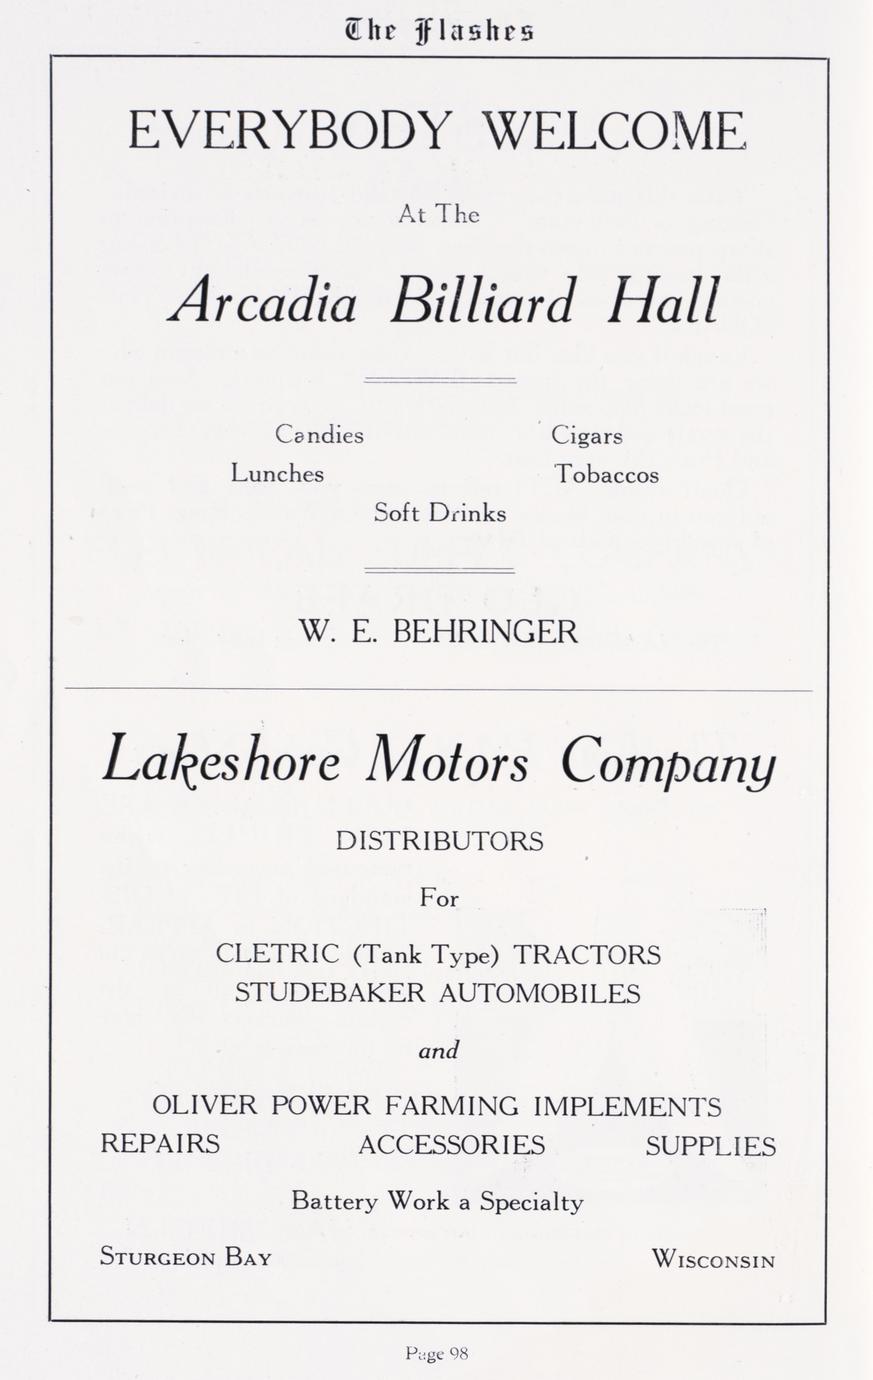 The Flashes
EVERYBODY WELCOME
At The
Arcadia Billiard Hall
Candies Cigars
Lunches Tobaccos
Soft Drinks
W. E. BEHRINGER
Lakeshore Motors Company
DISTRIBUTORS
For
CLETRIC (Tank Type) TRACTORS
STUDEBAKER AUTOMOBILES
and
OLIVER POWER FARMING IMPLEMENTS
REPAIRS ACCESSORIES SUPPLIES
Battery Work a Specialty
STURGEON BAY WISCONSIN
Page 98